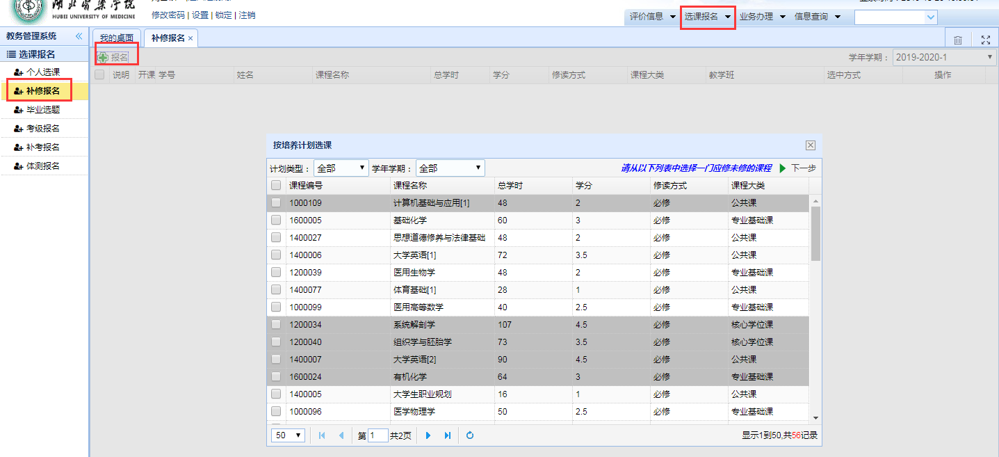 湖北医药学院
HUBEI UNIVERSITY OF MEDICINE
修改密码 | 设置 | 锁定 | 注销
评价信息 选课报名 业务办理 信息查询
教务管理系统
选课报名
个人选课
补修报名
毕业选题
考级报名
补考报名
体测报名
我的桌面 补修报名 ×
报名
学年学期： 2019-2020-1
说明 开课 学号 姓名 课程名称 总学时 学分 修读方式 课程大类 教学班 选中方式 操作
按培养计划选课
计划类型： 全部 学年学期： 全部 请从以下列表中选择一门应修未修的课程 下一步
课程编号 课程名称 总学时 学分 修读方式 课程大类
1000109 计算机基础与应用[1] 48 2 必修 公共课
1600005 基础化学 60 3 必修 专业基础课
1400027 思想道德修养与法律基础 48 2 必修 公共课
1400006 大学英语[1] 72 3.5 必修 公共课
1200039 医用生物学 48 2 必修 专业基础课
1400077 体育基础[1] 28 1 必修 公共课
1000099 医用高等数学 40 2.5 必修 专业基础课
1200034 系统解剖学 107 4.5 必修 核心学位课
1200040 组织学与胚胎学 73 3.5 必修 核心学位课
1400007 大学英语[2] 90 4.5 必修 公共课
1600024 有机化学 64 3 必修 专业基础课
1400005 大学生职业规划 16 1 必修 公共课
1000096 医学物理学 50 2.5 必修 专业基础课
50 第 1 共2页 显示1到50,共56记录